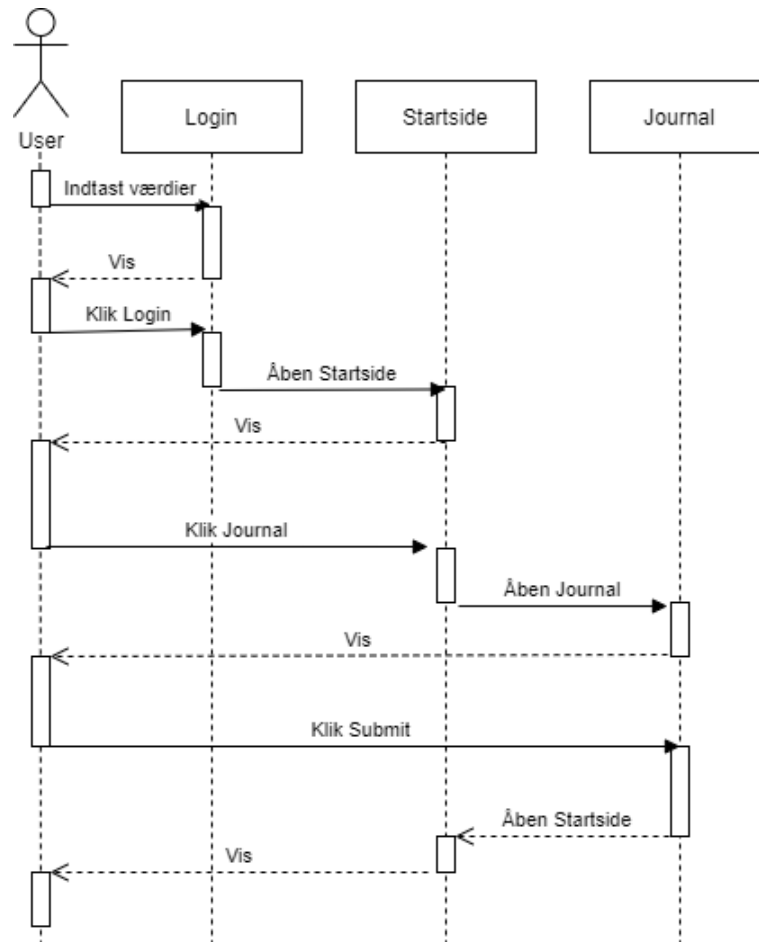 Login
Startside
Journal
User
Indtast værdier
Vis
Klik Login
Åben Startside
Vis
Klik Journal
Åben Journal
Vis
Klik Submit
Åben Startside
Vis